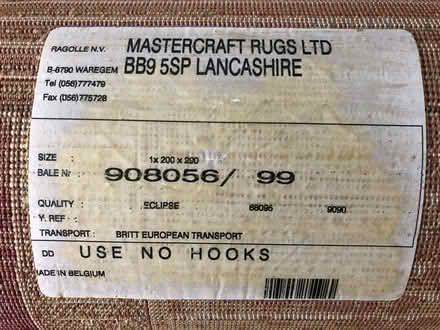 RAGOLLE N.V. MASTERCRAFT RUGS LTD
B-8790 WAREGEM BB9 5SP LANCASHIRE
Tel (056)777479
Fax (056)775728
SIZE : 1x 200 x 290
BALE Nr : 908056/ 99
QUALITY : ECLIPSE 68095 9090
Y. REF :
TRANSPORT : BRITT EUROPEAN TRANSPORT
DD USE NO HOOKS
MADE IN BELGIUM